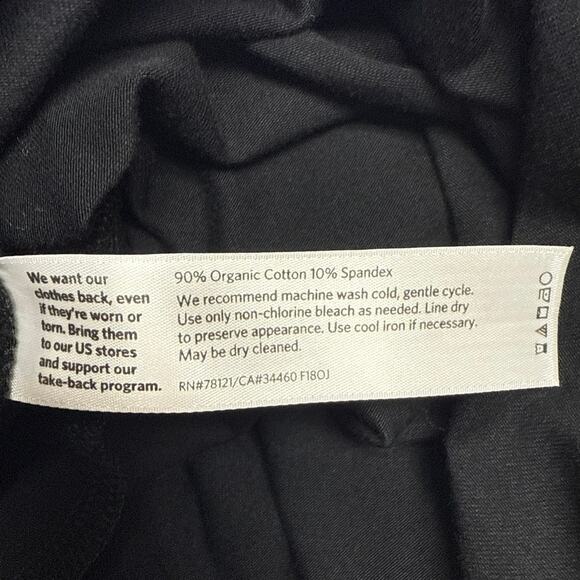 We want our
clothes back, even
if they're worn or
torn. Bring them
to our US stores
and support our
take-back program.
90% Organic Cotton 10% Spandex
We recommend machine wash cold, gentle cycle.
Use only non-chlorine bleach as needed. Line dry
to preserve appearance. Use cool iron if necessary.
May be dry cleaned.
RN#78121/CA#34460 F18OJ